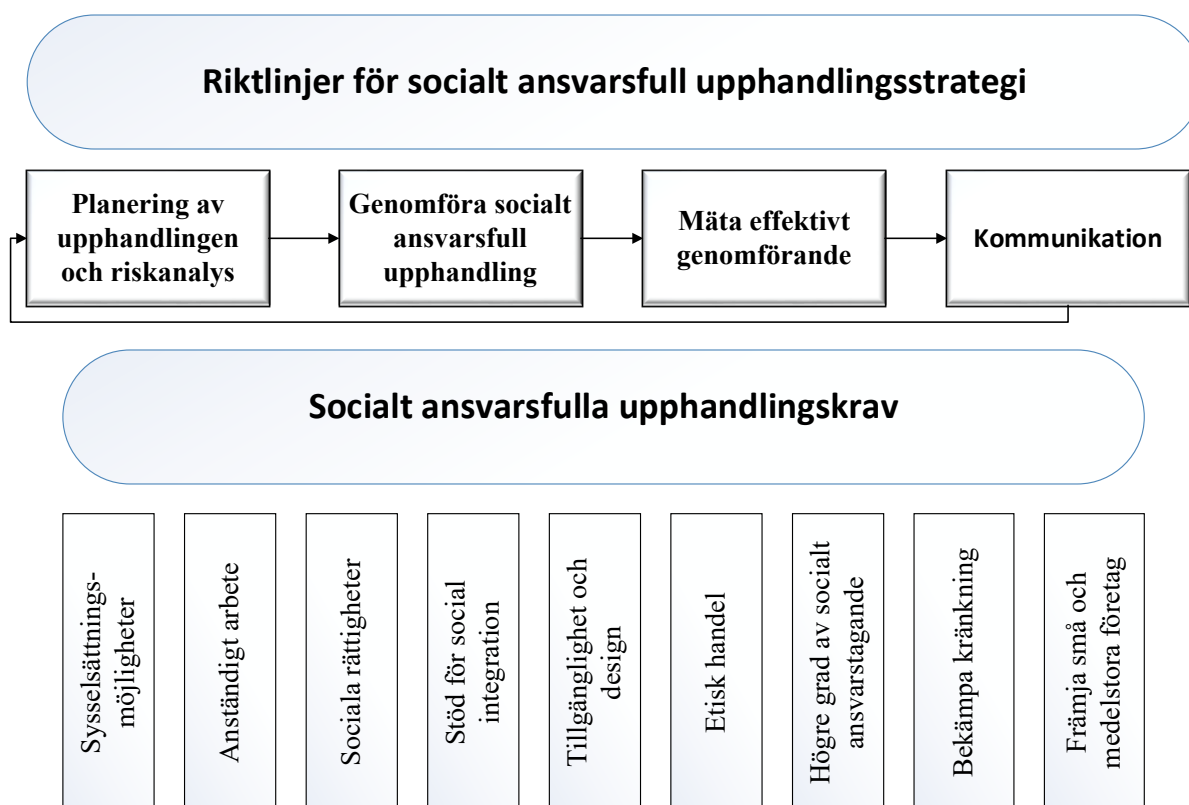 Riktlinjer för socialt ansvarsfull upphandlingsstrategi
Planering av
upphandlingen
och riskanalys
Genomföra socialt
ansvarsfull
upphandling
Mäta effektivt
genomförande
Kommunikation
Socialt ansvarsfulla upphandlingskrav
Sysselsättnings-
möjligheter
Anständigt arbete
Sociala rättigheter
Stöd för social
integration
Tillgänglighet och
design
Etisk handel
Högre grad av socialt
ansvarstagande
Bekämpa kränkning
Främja små och
medelstora företag